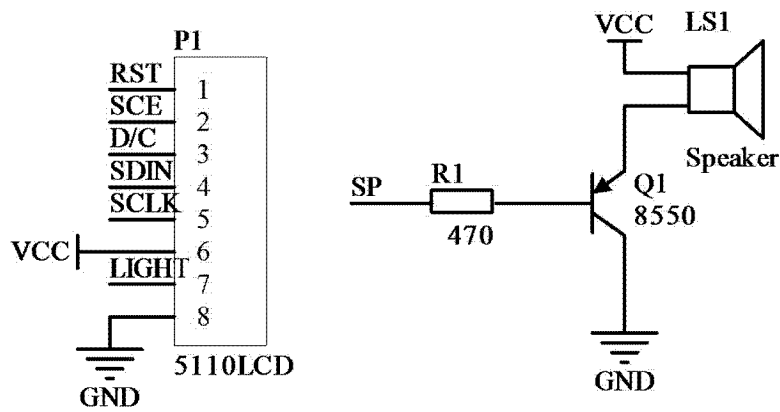 P1
RST 1
SCE 2
D/C 3
SDIN 4
SCLK 5
VCC 6
LIGHT 7
8
GND
5110LCD
VCC
LS1
Speaker
SP
R1
470
Q1
8550
GND